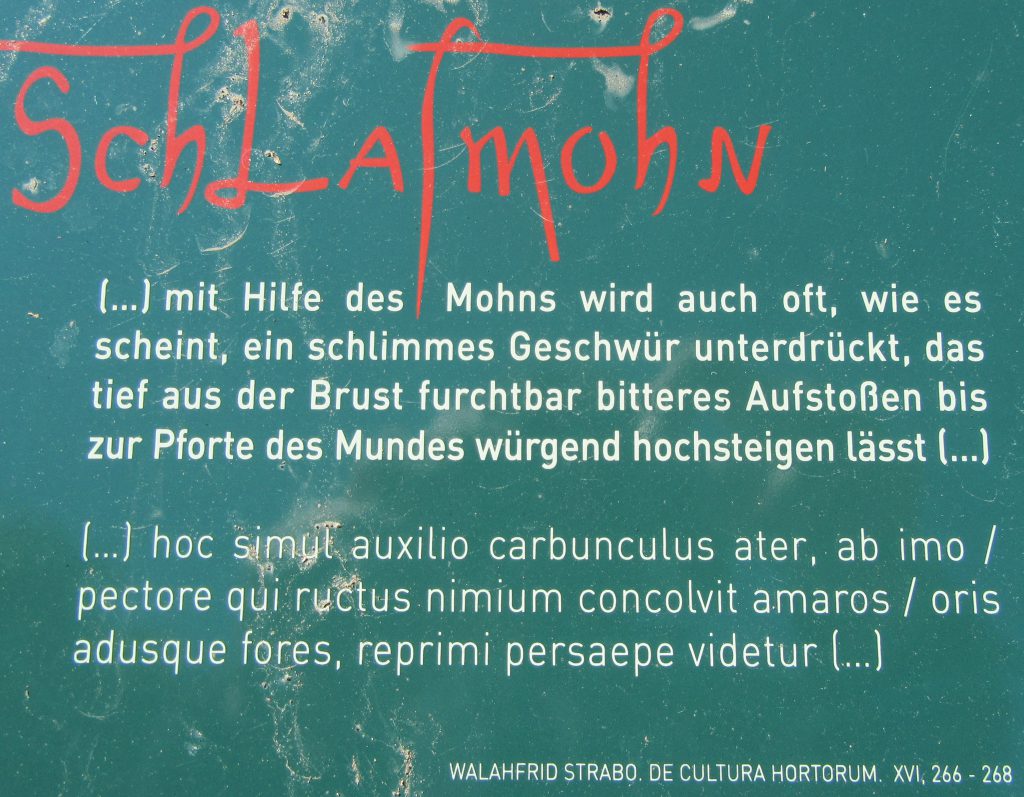 Schlafmohn
(...) mit Hilfe des Mohns wird auch oft, wie es
scheint, ein schlimmes Geschwür unterdrückt, das
tief aus der Brust furchtbar bitteres Aufstoßen bis
zur Pforte des Mundes würgend hochsteigen lässt (...)
(...) hoc simul auxilio carbunculus ater, ab imo /
pectore qui ructus nimium concolvit amaros / oris
adusque fores, reprimi persaepe videtur (...)
WALAHFRID STRABO. DE CULTURA HORTORUM. XVI, 266 - 268